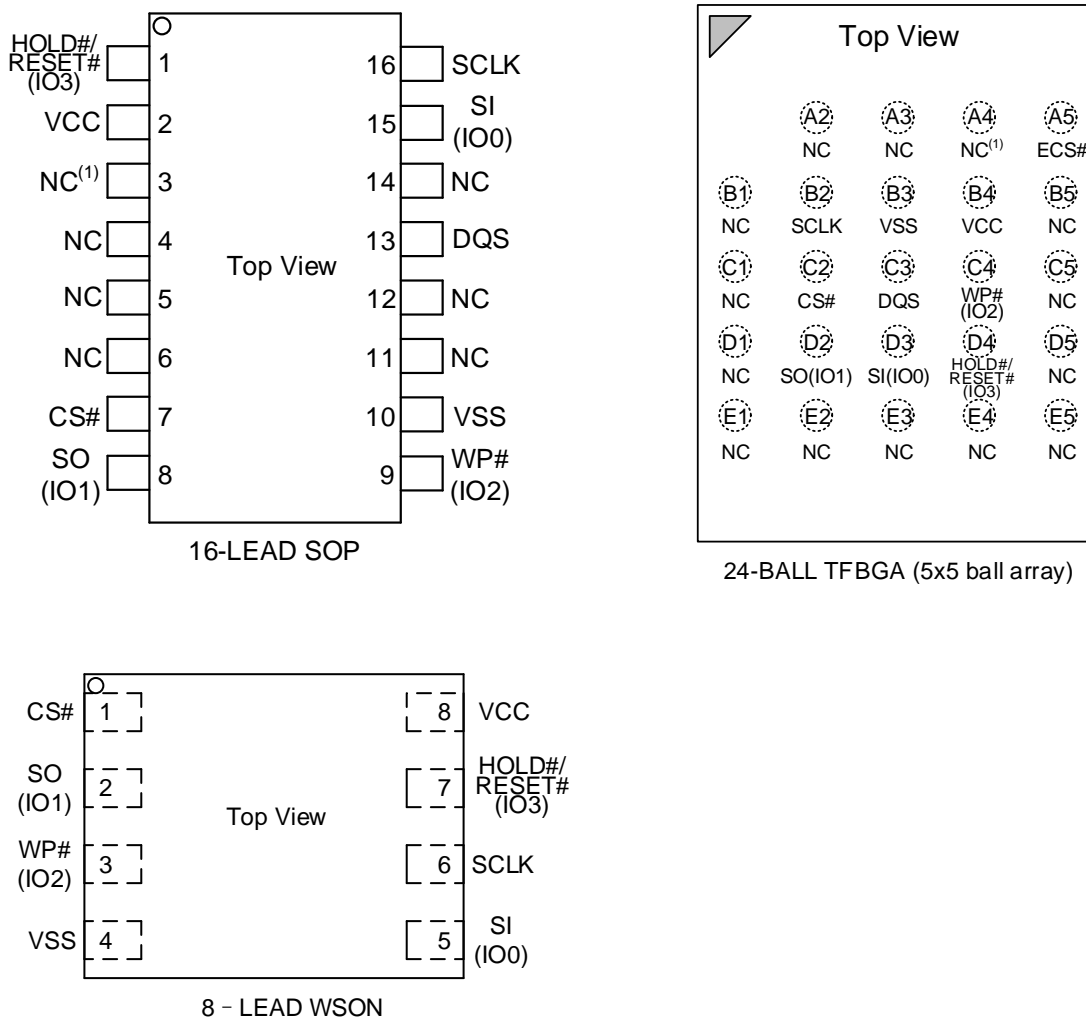 HOLD#/
RESET#
(IO3)
1
16
SCLK
VCC
2
15
SI
(IO0)
NC(1)
3
14
NC
NC
4
13
DQS
Top View
NC
5
12
NC
NC
6
11
NC
CS#
7
10
VSS
SO
(IO1)
8
9
WP#
(IO2)
16-LEAD SOP
Top View
A2 A3 A4 A5
NC NC NC(1) ECS#
B1 B2 B3 B4 B5
NC SCLK VSS VCC NC
C1 C2 C3 C4 C5
NC CS# DQS WP#
(IO2)
NC
D1 D2 D3 D4 D5
NC SO(IO1) SI(IO0) HOLD#/
RESET#
(IO3)
NC
E1 E2 E3 E4 E5
NC NC NC NC NC
24-BALL TFBGA (5x5 ball array)
CS#
1
8
VCC
SO
(IO1)
2
7
HOLD#/
RESET#
(IO3)
Top View
WP#
(IO2)
3
6
SCLK
VSS
4
5
SI
(IO0)
8 - LEAD WSON